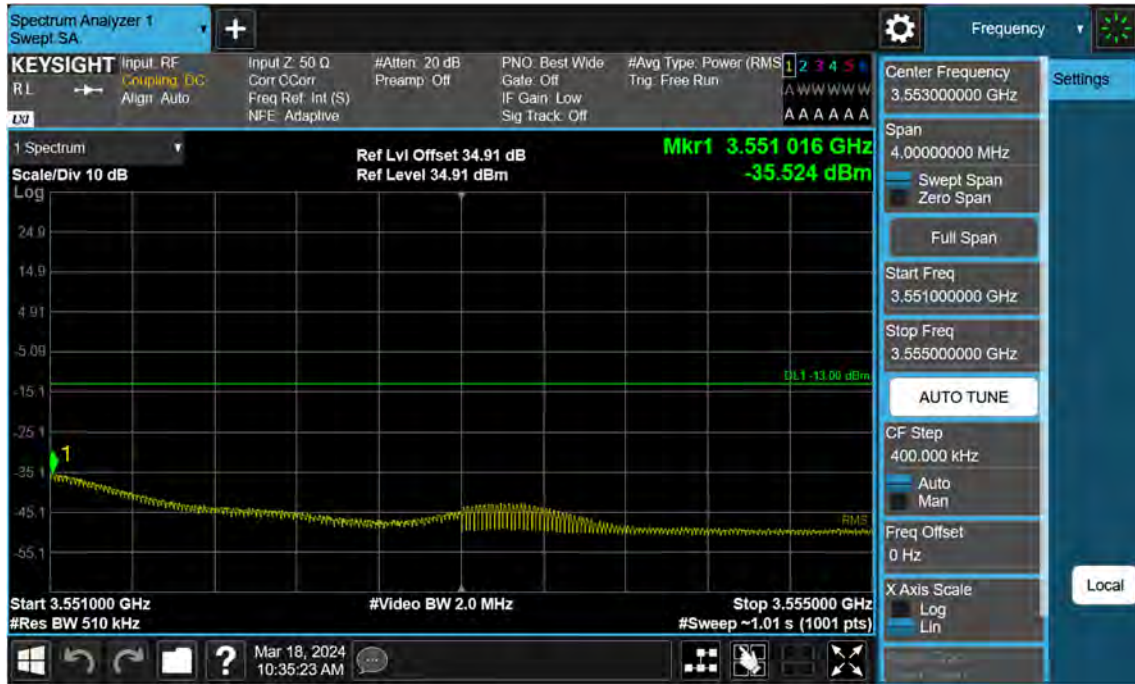 Spectrum Analyzer 1
Swept SA
+
Frequency
KEYSIGHT
RL
LXI
Input: RF
Coupling: DC
Align: Auto
Input Z: 50 Ω
Corr CCorr
Freq Ref: Int (S)
NFE: Adaptive
#Atten: 20 dB
Preamp: Off
PNO: Best Wide
Gate: Off
IF Gain: Low
Sig Track: Off
#Avg Type: Power (RMS
Trig: Free Run
1 2 3 4 5 6
A W W W W W
A A A A A A
1 Spectrum
Scale/Div 10 dB
Ref Lvl Offset 34.91 dB
Ref Level 34.91 dBm
Mkr1 3.551 016 GHz
-35.524 dBm
Log
24.9
14.9
4.91
-5.09
-15.1
-25.1
-35.1
-45.1
-55.1
DL1 -13.00 dBm
1
RMS
Start 3.551000 GHz
#Video BW 2.0 MHz
Stop 3.555000 GHz
#Res BW 510 kHz
#Sweep ~1.01 s (1001 pts)
?
Mar 18, 2024
10:35:23 AM
Center Frequency
3.553000000 GHz
Settings
Span
4.00000000 MHz
Swept Span
Zero Span
Full Span
Start Freq
3.551000000 GHz
Stop Freq
3.555000000 GHz
AUTO TUNE
CF Step
400.000 kHz
Auto
Man
Freq Offset
0 Hz
X Axis Scale
Log
Lin
Local